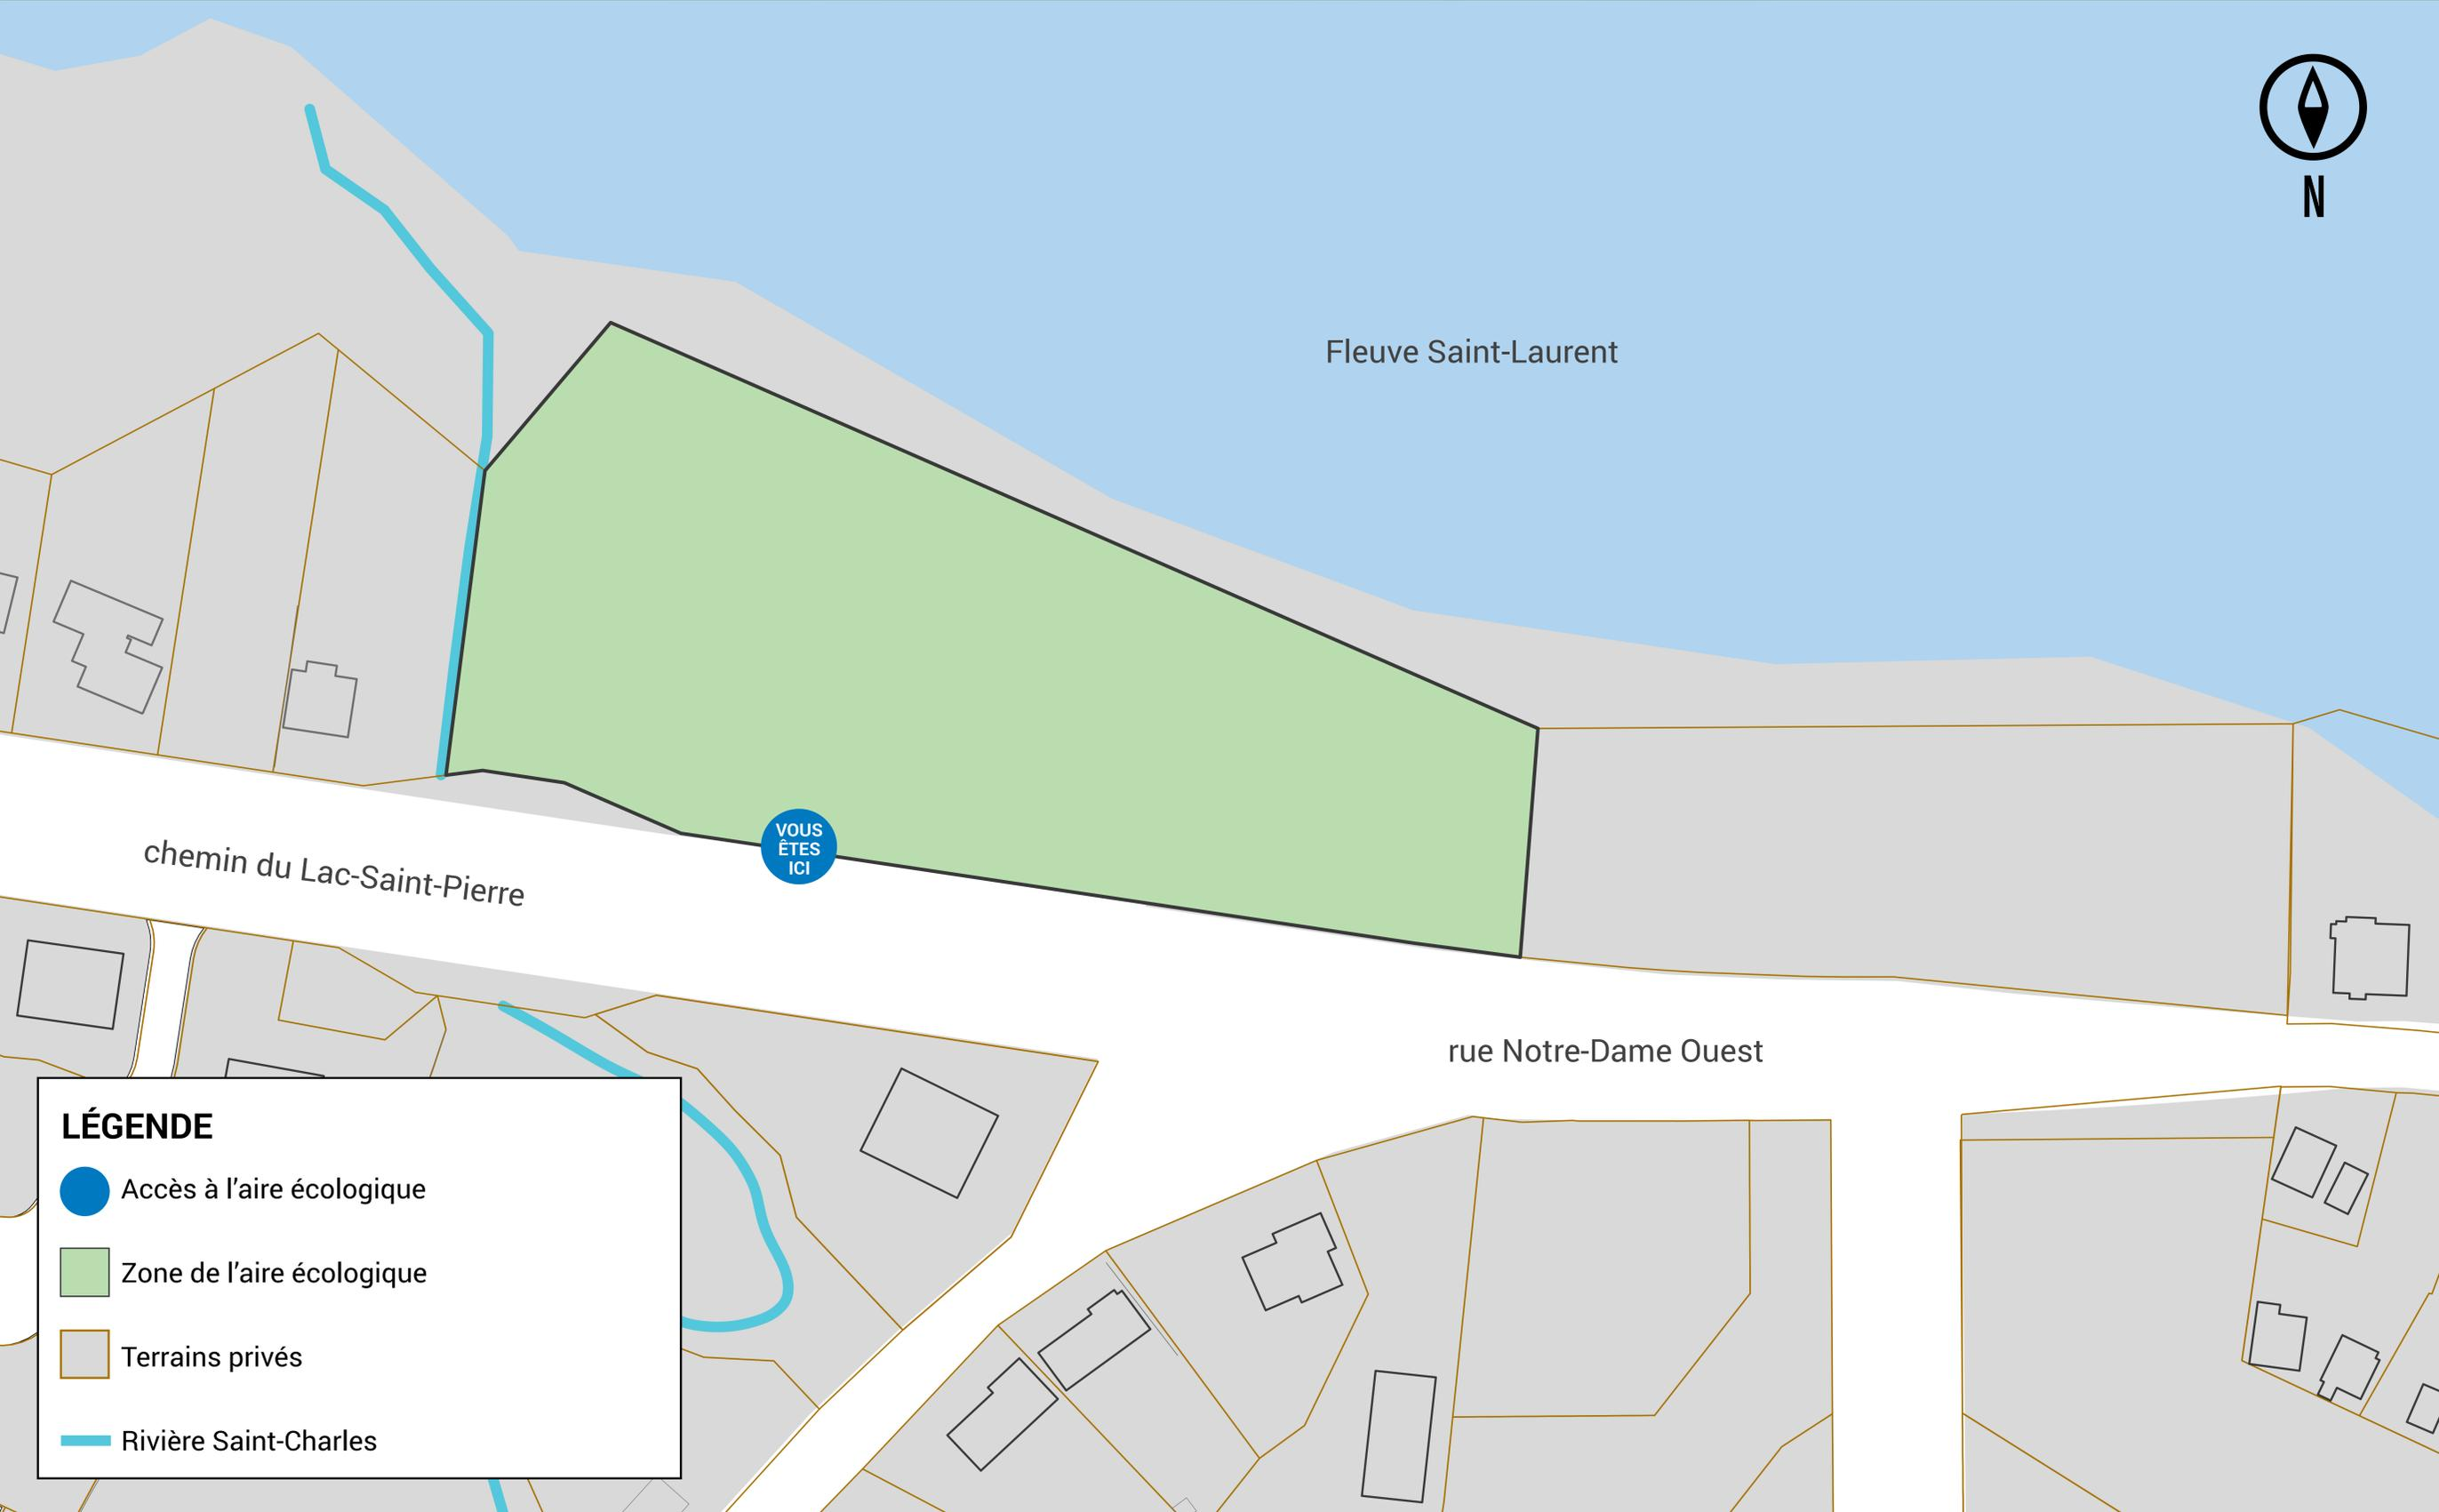 N
Fleuve Saint-Laurent
VOUS
ÊTES
ICI
chemin du Lac-Saint-Pierre
rue Notre-Dame Ouest
LÉGENDE
Accès à l’aire écologique
Zone de l’aire écologique
Terrains privés
Rivière Saint-Charles